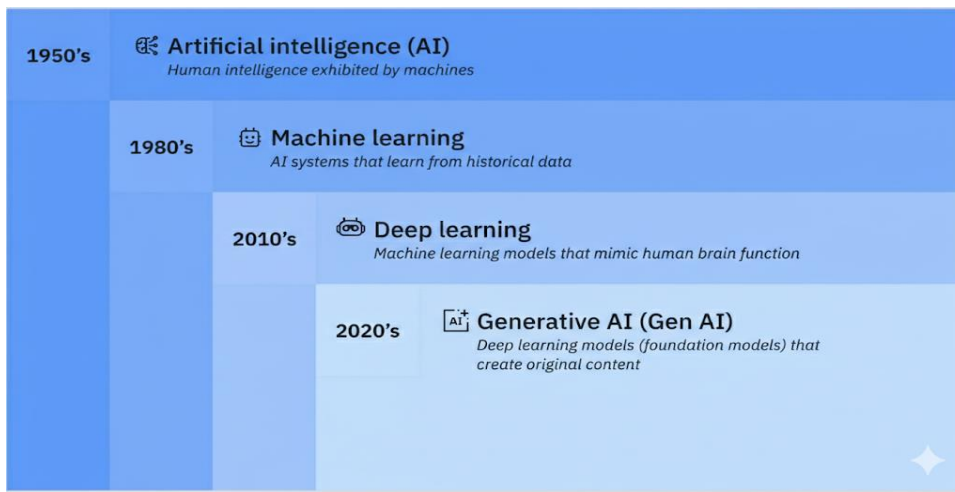 1950's
Artificial intelligence (AI)
Human intelligence exhibited by machines
1980's
Machine learning
AI systems that learn from historical data
2010's
Deep learning
Machine learning models that mimic human brain function
2020's
AI
Generative AI (Gen AI)
Deep learning models (foundation models) that
create original content